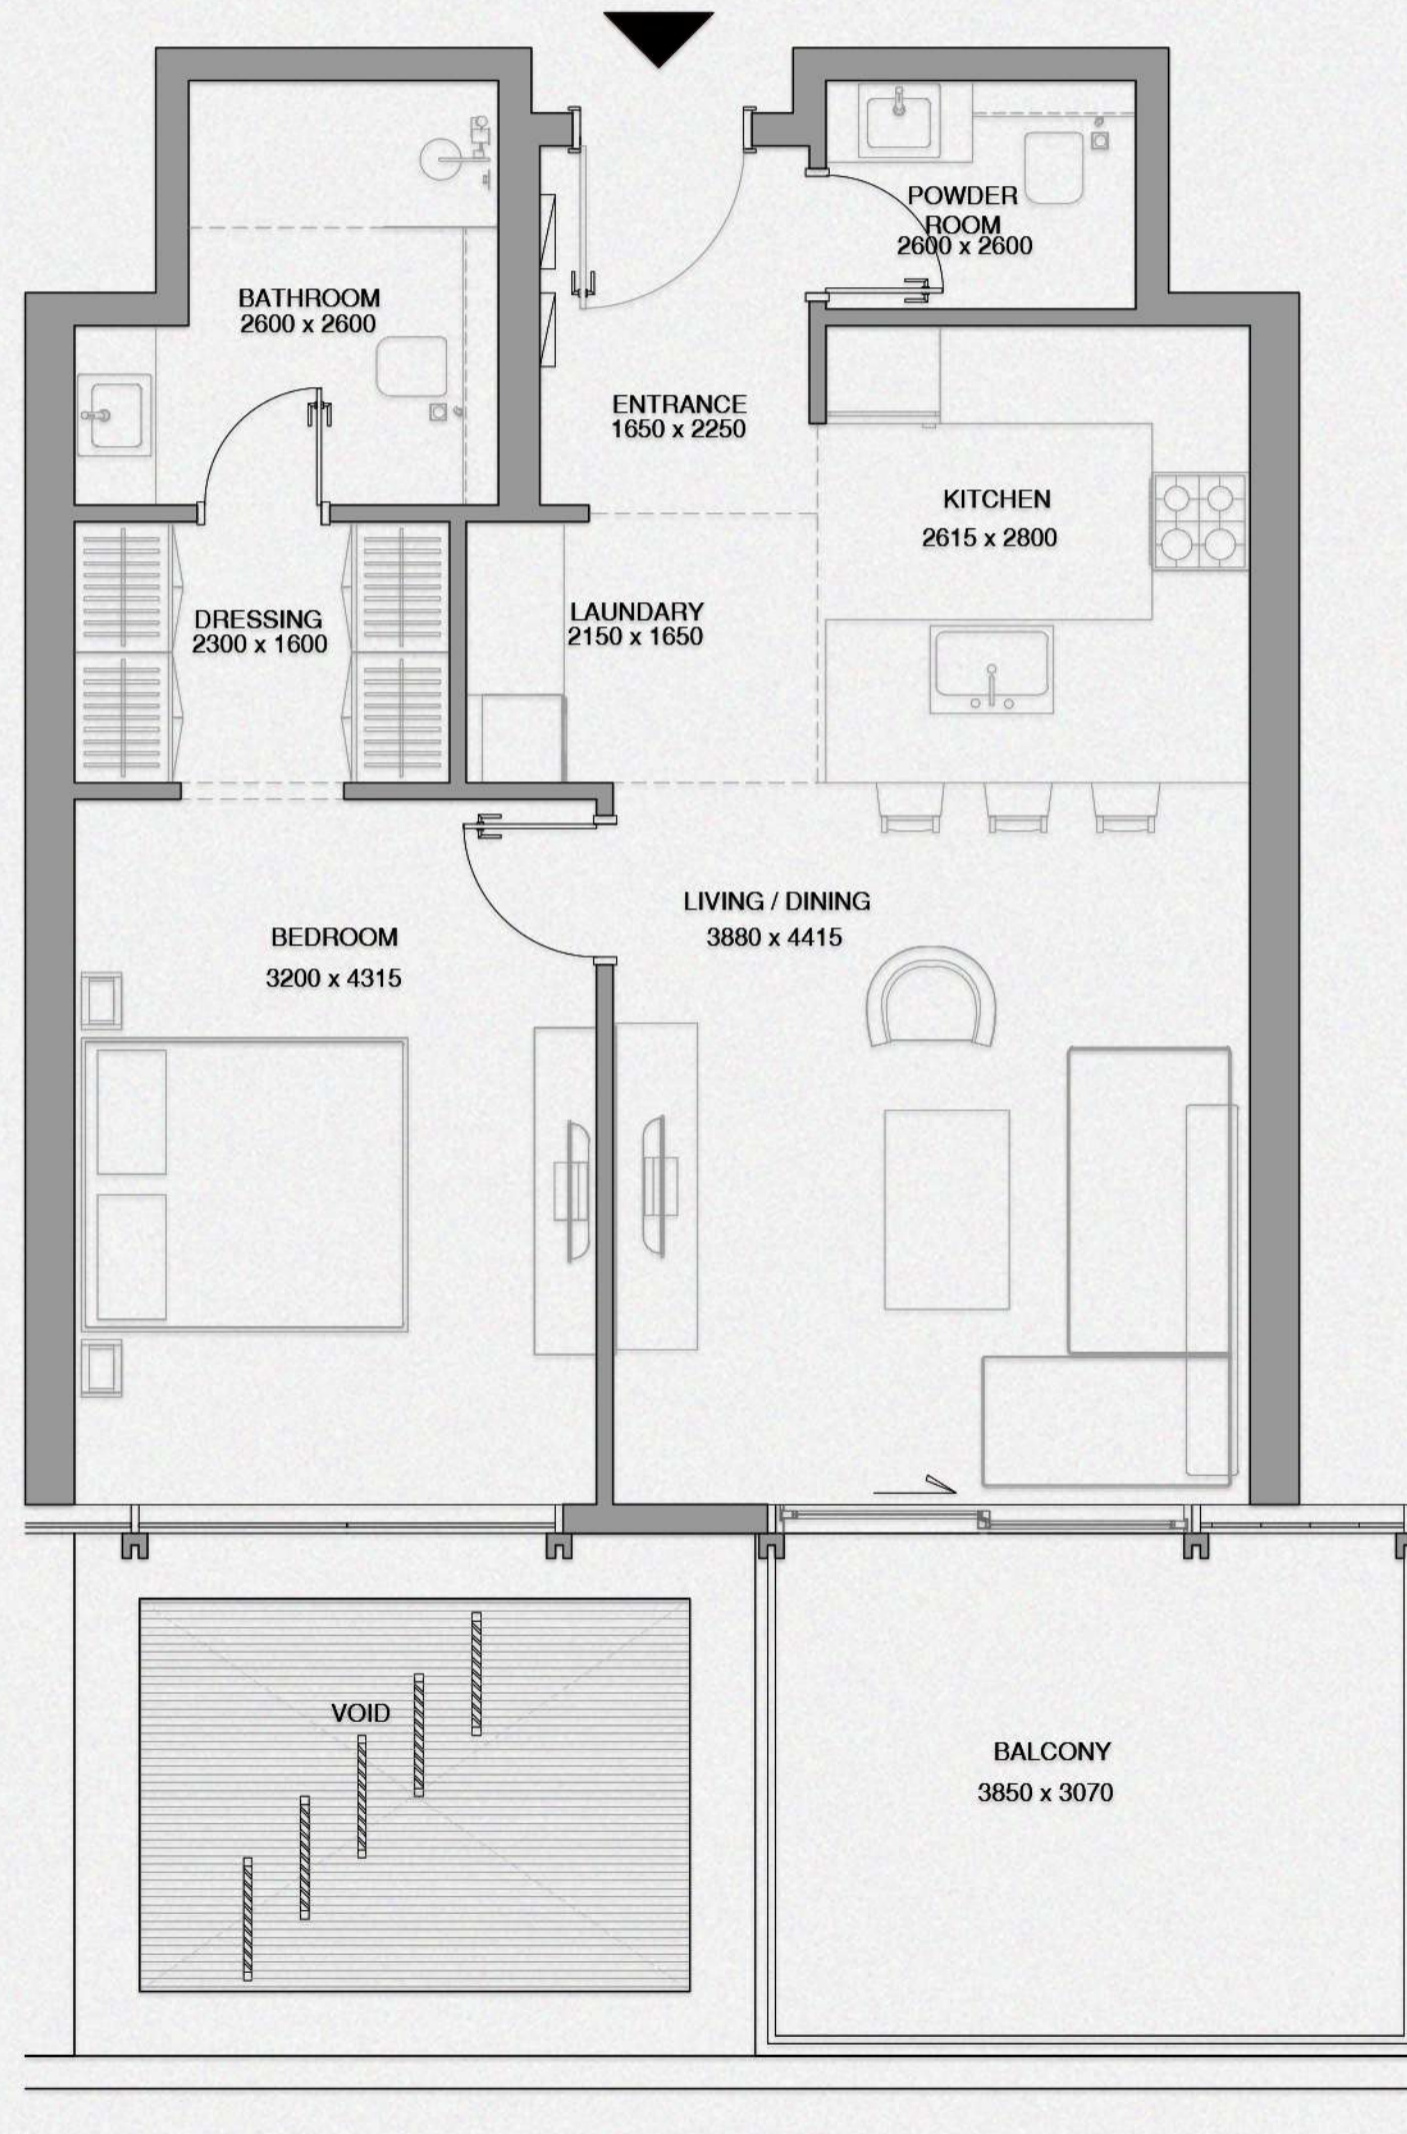 POWDER
ROOM
2600 x 2600
BATHROOM
2600 x 2600
ENTRANCE
1650 x 2250
KITCHEN
2615 x 2800
DRESSING
2300 x 1600
LAUNDARY
2150 x 1650
LIVING / DINING
3880 x 4415
BEDROOM
3200 x 4315
VOID
BALCONY
3850 x 3070